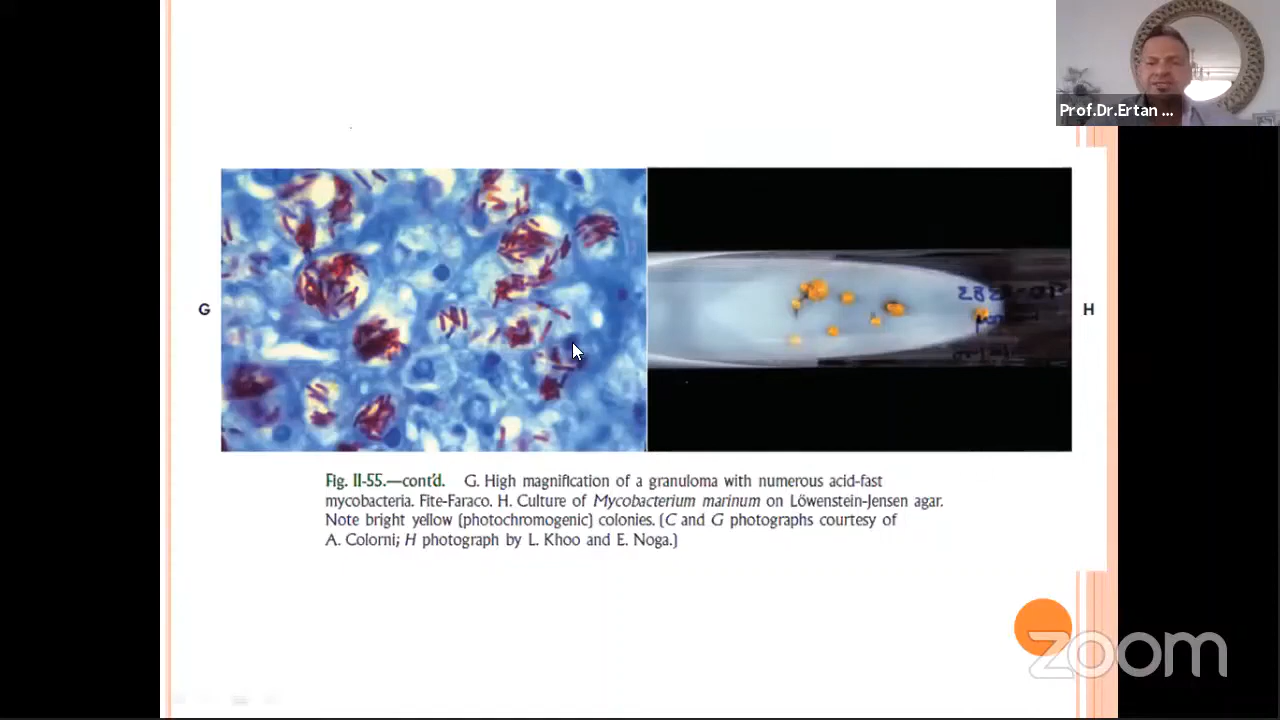 Prof.Dr.Ertan ...
G
H
Fig. II-55.—cont'd. G. High magnification of a granuloma with numerous acid-fast
mycobacteria. Fite-Faraco. H. Culture of Mycobacterium marinum on Löwenstein-Jensen agar.
Note bright yellow (photochromogenic) colonies. (C and G photographs courtesy of
A. Colorni; H photograph by L. Khoo and E. Noga.)
zoom